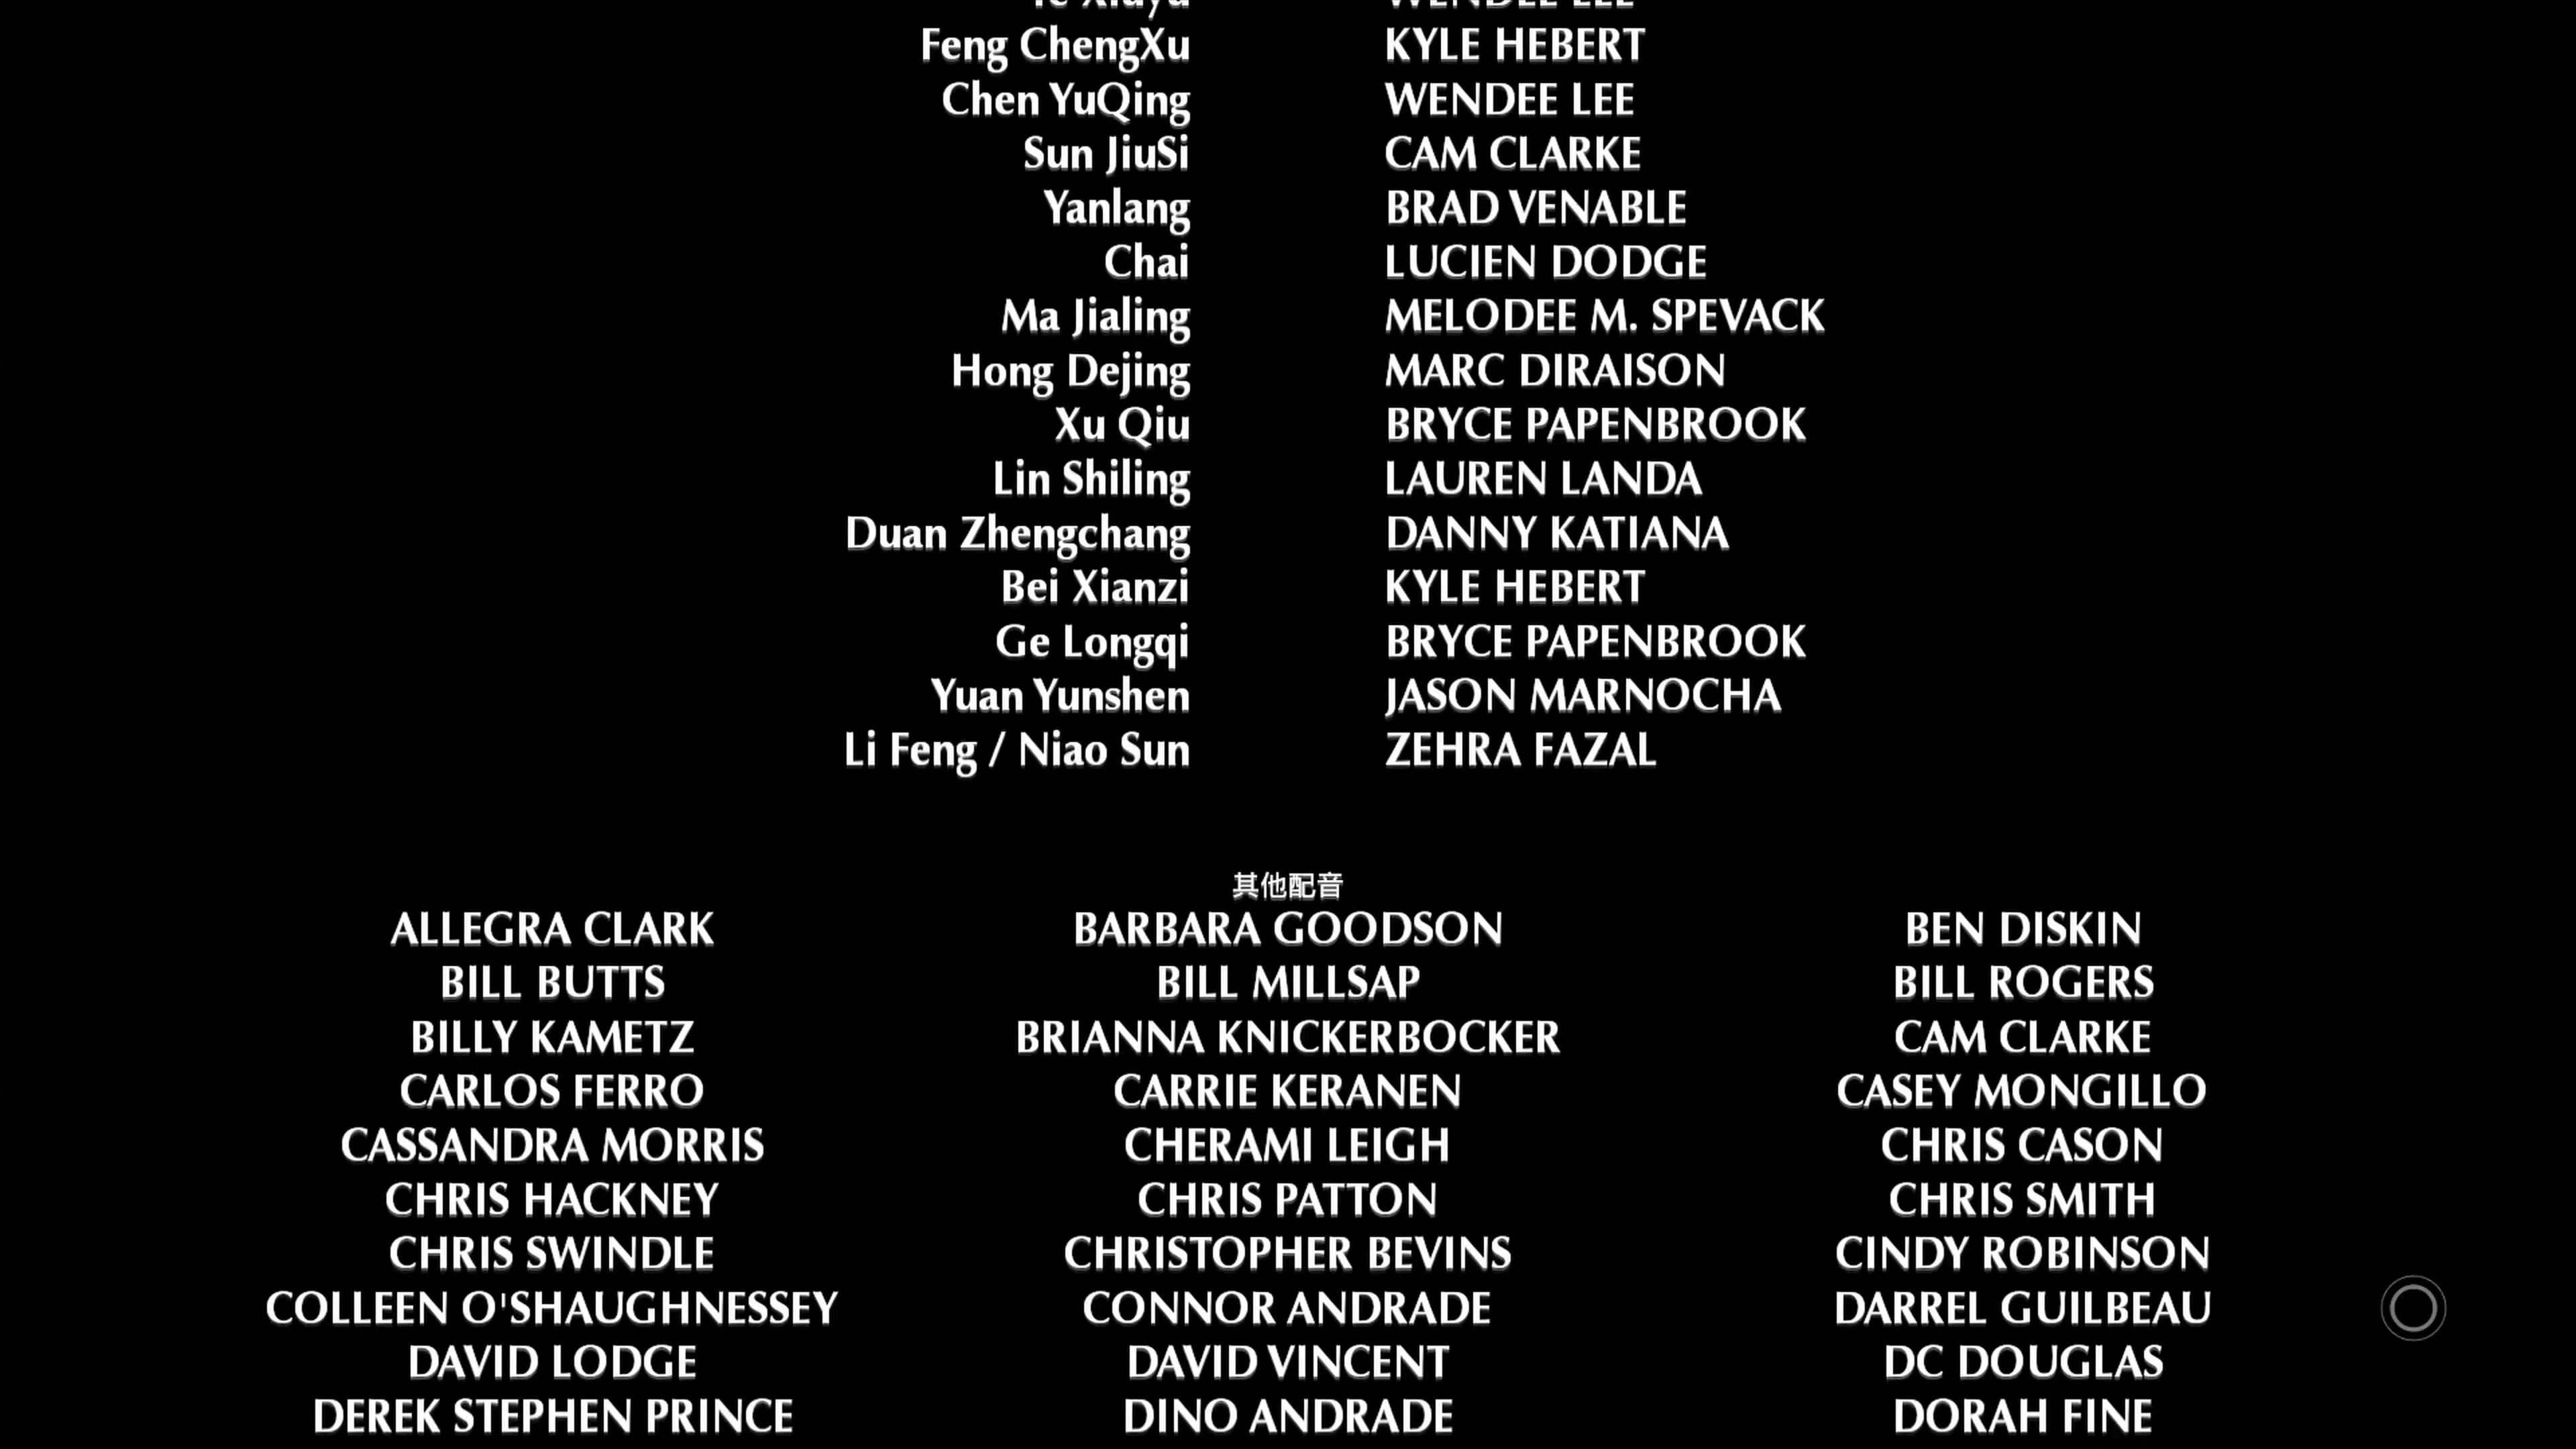 Ye Xiuyu WENDEE LEE
Feng ChengXu KYLE HEBERT
Chen YuQing WENDEE LEE
Sun JiuSi CAM CLARKE
Yanlang BRAD VENABLE
Chai LUCIEN DODGE
Ma Jialing MELODEE M. SPEVACK
Hong Dejing MARC DIRAISON
Xu Qiu BRYCE PAPENBROOK
Lin Shiling LAUREN LANDA
Duan Zhengchang DANNY KATIANA
Bei Xianzi KYLE HEBERT
Ge Longqi BRYCE PAPENBROOK
Yuan Yunshen JASON MARNOCHA
Li Feng / Niao Sun ZEHRA FAZAL
其他配音
ALLEGRA CLARK BARBARA GOODSON BEN DISKIN
BILL BUTTS BILL MILLSAP BILL ROGERS
BILLY KAMETZ BRIANNA KNICKERBOCKER CAM CLARKE
CARLOS FERRO CARRIE KERANEN CASEY MONGILLO
CASSANDRA MORRIS CHERAMI LEIGH CHRIS CASON
CHRIS HACKNEY CHRIS PATTON CHRIS SMITH
CHRIS SWINDLE CHRISTOPHER BEVINS CINDY ROBINSON
COLLEEN O'SHAUGHNESSEY CONNOR ANDRADE DARREL GUILBEAU
DAVID LODGE DAVID VINCENT DC DOUGLAS
DEREK STEPHEN PRINCE DINO ANDRADE DORAH FINE